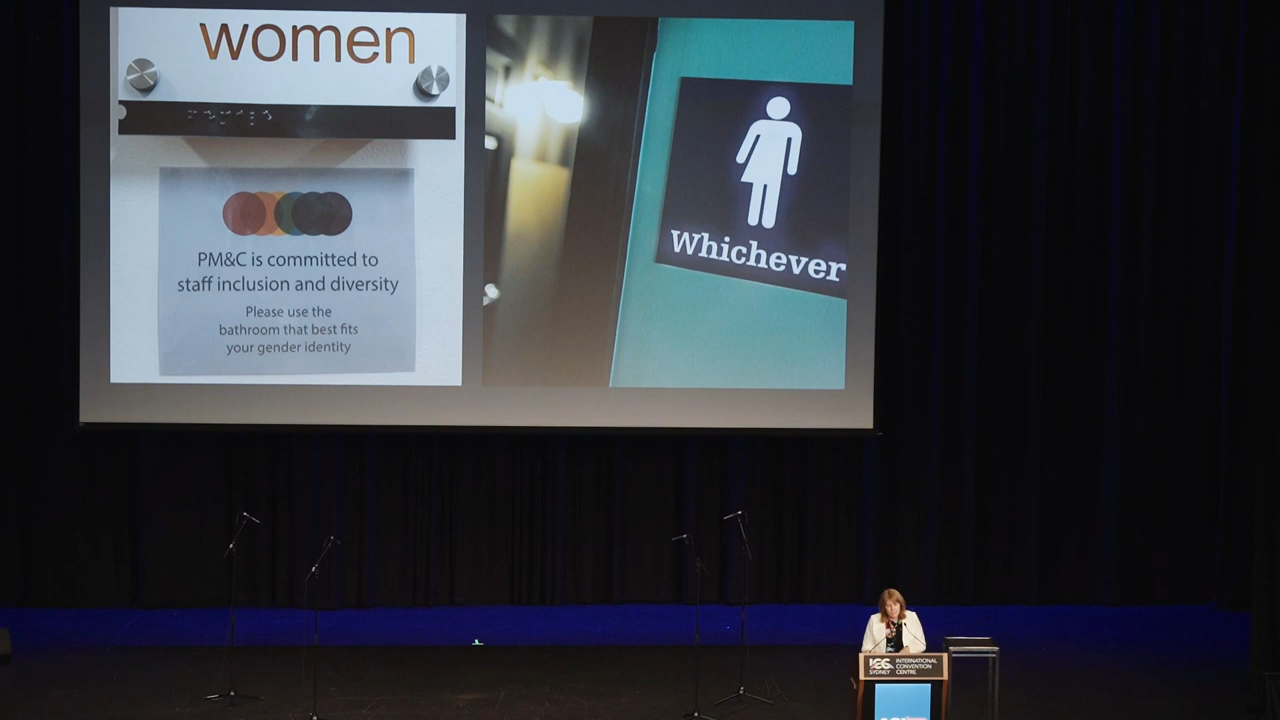 women
PM&C is committed to
staff inclusion and diversity
Please use the
bathroom that best fits
your gender identity
Whichever
ICC
SYDNEY
INTERNATIONAL
CONVENTION
CENTRE